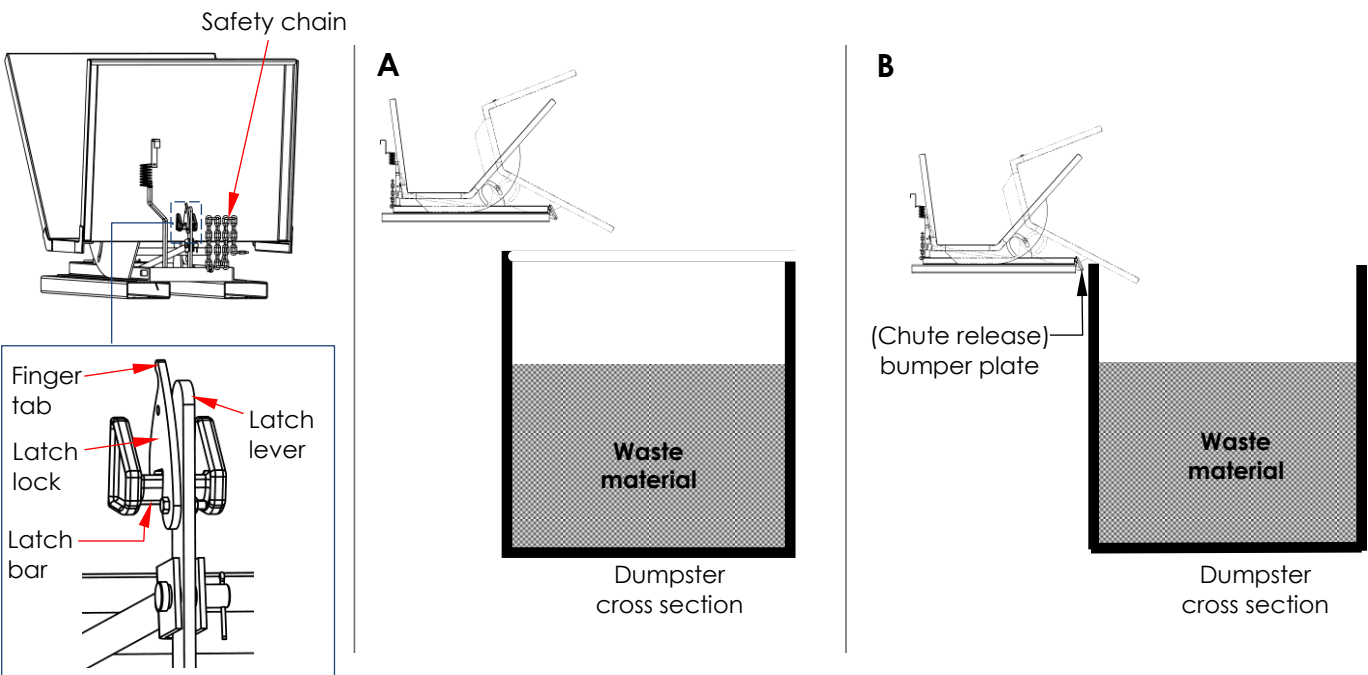 Safety chain
Finger
tab
Latch
lever
Latch
lock
Latch
bar
A
Waste
material
Dumpster
cross section
B
(Chute release)
bumper plate
Waste
material
Dumpster
cross section